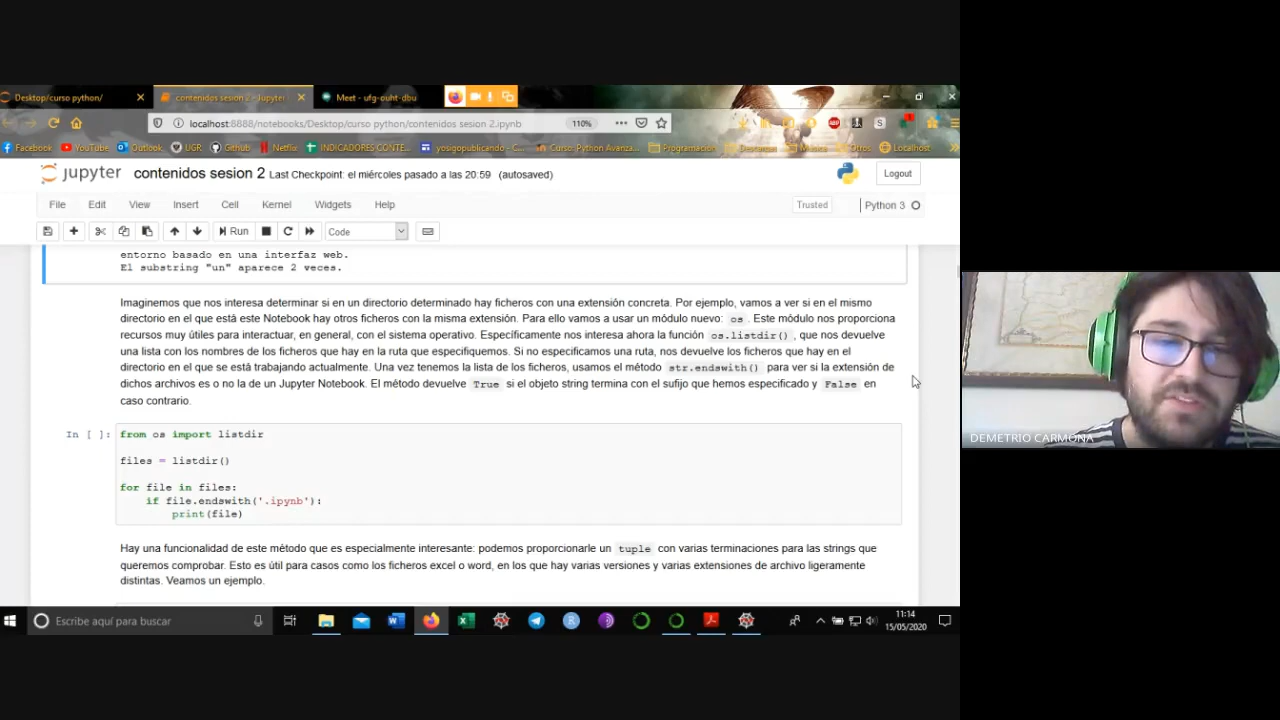 Desktop/curso python/
contenidos sesion 2 - Jupyter
Meet - ufg-ouht-dbu
localhost:8888/notebooks/Desktop/curso python/contenidos sesion 2.ipynb
110%
Facebook
YouTube
Outlook
UGR
Github
Netflix
INDICADORES CONTE...
yosigopublicando - C...
Curso: Python Avanza...
Programación
Otros
Localhost
jupyter
contenidos sesion 2 Last Checkpoint: el miércoles pasado a las 20:59 (autosaved)
Logout
File Edit View Insert Cell Kernel Widgets Help
Trusted
Python 3
Run
Code
entorno basado en una interfaz web.
El substring "un" aparece 2 veces.
Imaginemos que nos interesa determinar si en un directorio determinado hay ficheros con una extensión concreta. Por ejemplo, vamos a ver si en el mismo
directorio en el que está este Notebook hay otros ficheros con la misma extensión. Para ello vamos a usar un módulo nuevo: os . Este módulo nos proporciona
recursos muy útiles para interactuar, en general, con el sistema operativo. Específicamente nos interesa ahora la función os.listdir() , que nos devuelve
una lista con los nombres de los ficheros que hay en la ruta que especifiquemos. Si no especificamos una ruta, nos devuelve los ficheros que hay en el
directorio en el que se está trabajando actualmente. Una vez tenemos la lista de los ficheros, usamos el método str.endswith() para ver si la extensión de
dichos archivos es o no la de un Jupyter Notebook. El método devuelve True si el objeto string termina con el sufijo que hemos especificado y False en
caso contrario.
In [ ]:
from os import listdir
files = listdir()
for file in files:
if file.endswith('.ipynb'):
print(file)
Hay una funcionalidad de este método que es especialmente interesante: podemos proporcionarle un tuple con varias terminaciones para las strings que
queremos comprobar. Esto es útil para casos como los ficheros excel o word, en los que hay varias versiones y varias extensiones de archivo ligeramente
distintas. Veamos un ejemplo.
Escribe aquí para buscar
11:14
15/05/2020
DEMETRIO CARMONA